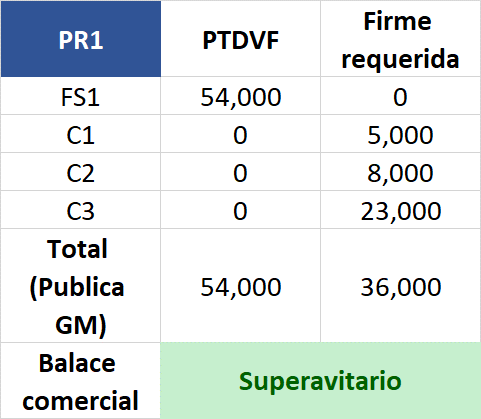 PR1 PTDVF Firme
requerida
FS1 54,000 0
C1 0 5,000
C2 0 8,000
C3 0 23,000
Total
(Publica
GM) 54,000 36,000
Balace
comercial Superavitario